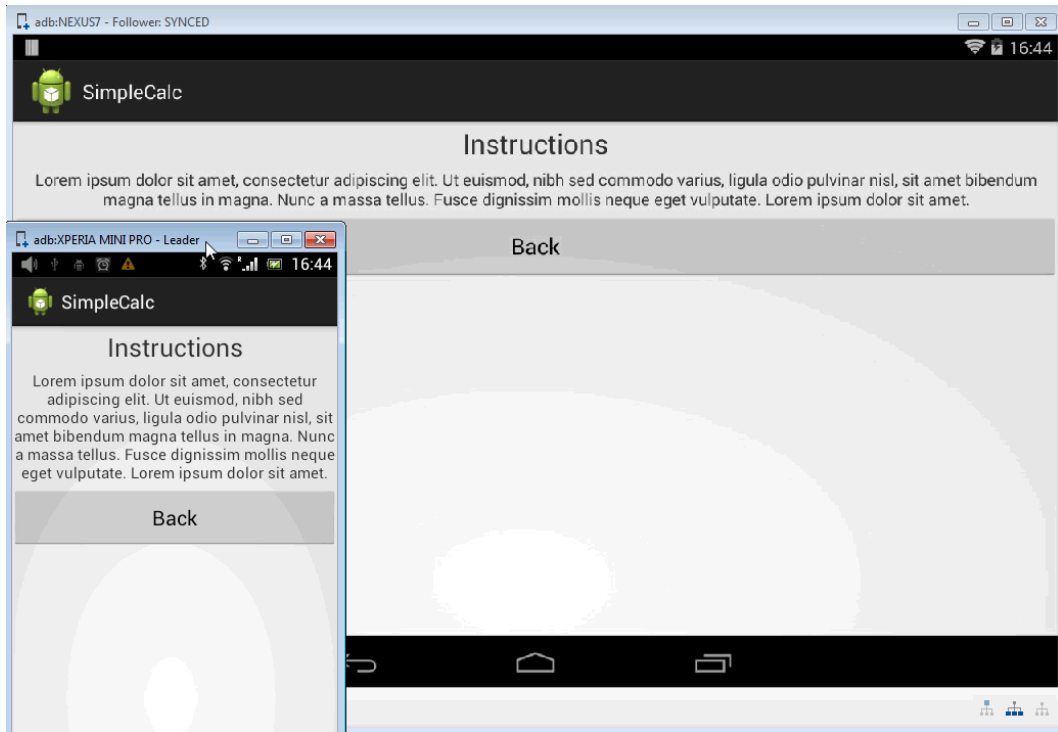 adb:NEXUS7 - Follower: SYNCED
16:44
SimpleCalc
Instructions
Lorem ipsum dolor sit amet, consectetur adipiscing elit. Ut euismod, nibh sed commodo varius, ligula odio pulvinar nisl, sit amet bibendum
magna tellus in magna. Nunc a massa tellus. Fusce dignissim mollis neque eget vulputate. Lorem ipsum dolor sit amet.
Back
adb:XPERIA MINI PRO - Leader
16:44
SimpleCalc
Instructions
Lorem ipsum dolor sit amet, consectetur
adipiscing elit. Ut euismod, nibh sed
commodo varius, ligula odio pulvinar nisl, sit
amet bibendum magna tellus in magna. Nunc
a massa tellus. Fusce dignissim mollis neque
eget vulputate. Lorem ipsum dolor sit amet.
Back